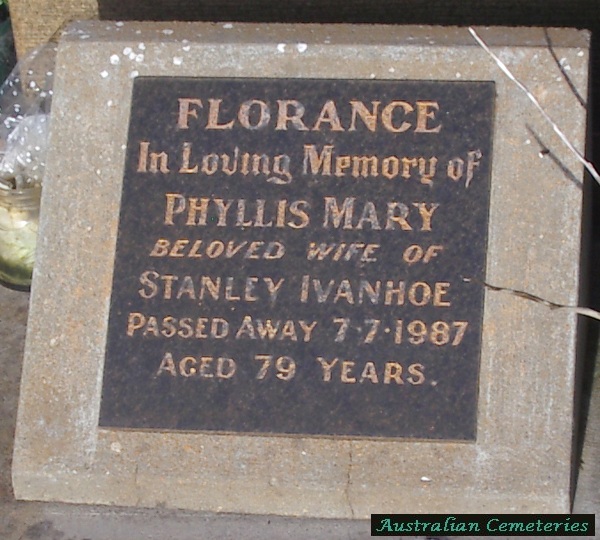 FLORANCE
In Loving Memory of
PHYLLIS MARY
BELOVED WIFE OF
STANLEY IVANHOE
PASSED AWAY 7·7·1987
AGED 79 YEARS.
Australian Cemeteries